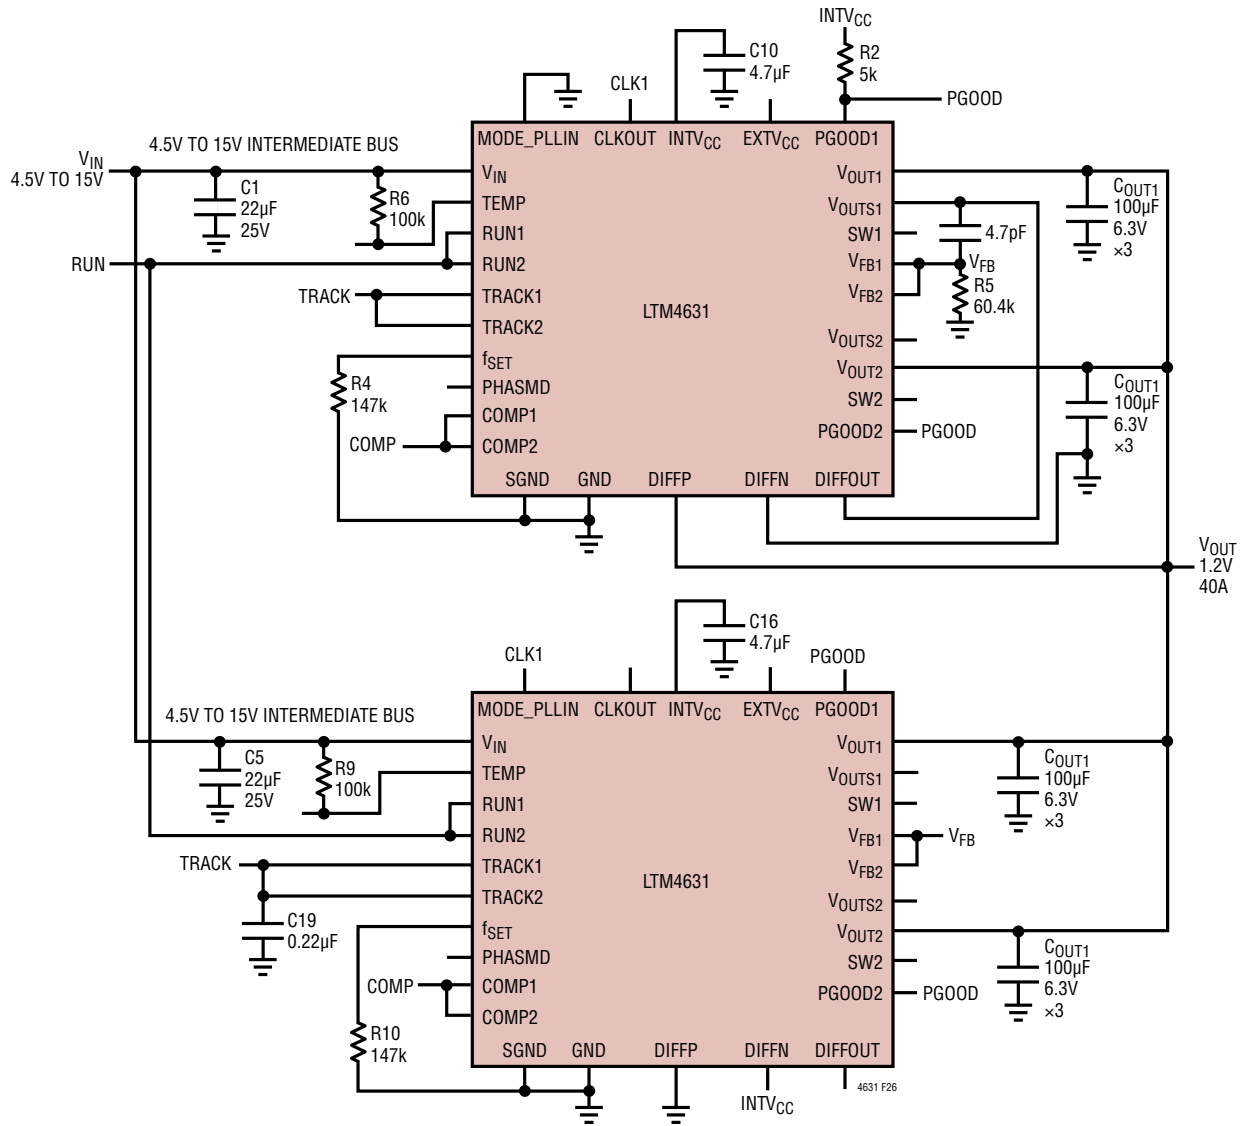 INTVCC
R2
5k
C10
4.7µF
CLK1
PGOOD
MODE_PLLIN CLKOUT INTVCC EXTVCC PGOOD1
4.5V TO 15V INTERMEDIATE BUS
VIN
4.5V TO 15V
C1
22µF
25V
R6
100k
VIN
TEMP
RUN1
RUN2
RUN
TRACK
TRACK1
TRACK2
fSET
R4
147k
PHASMD
COMP1
COMP
COMP2
LTM4631
VOUT1
VOUTS1
SW1
VFB1
VFB2
VOUTS2
VOUT2
SW2
PGOOD2
PGOOD
4.7pF
VFB
R5
60.4k
COUT1
100µF
6.3V
×3
COUT1
100µF
6.3V
×3
SGND GND DIFFP DIFFN DIFFOUT
VOUT
1.2V
40A
C16
4.7µF
CLK1
PGOOD
MODE_PLLIN CLKOUT INTVCC EXTVCC PGOOD1
4.5V TO 15V INTERMEDIATE BUS
C5
22µF
25V
R9
100k
VIN
TEMP
RUN1
RUN2
TRACK
TRACK1
TRACK2
C19
0.22µF
fSET
PHASMD
COMP
COMP1
COMP2
R10
147k
LTM4631
VOUT1
VOUTS1
SW1
VFB1
VFB2
VOUTS2
VOUT2
SW2
PGOOD2
PGOOD
VFB
COUT1
100µF
6.3V
×3
COUT1
100µF
6.3V
×3
SGND GND DIFFP DIFFN DIFFOUT
INTVCC
4631 F26